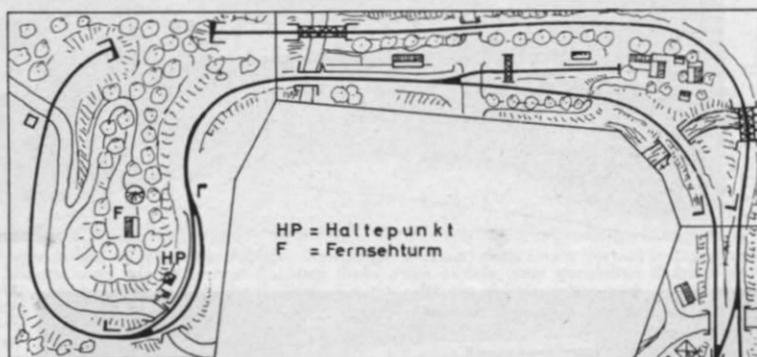 F
HP
HP = Haltepunkt
F = Fernsehturm